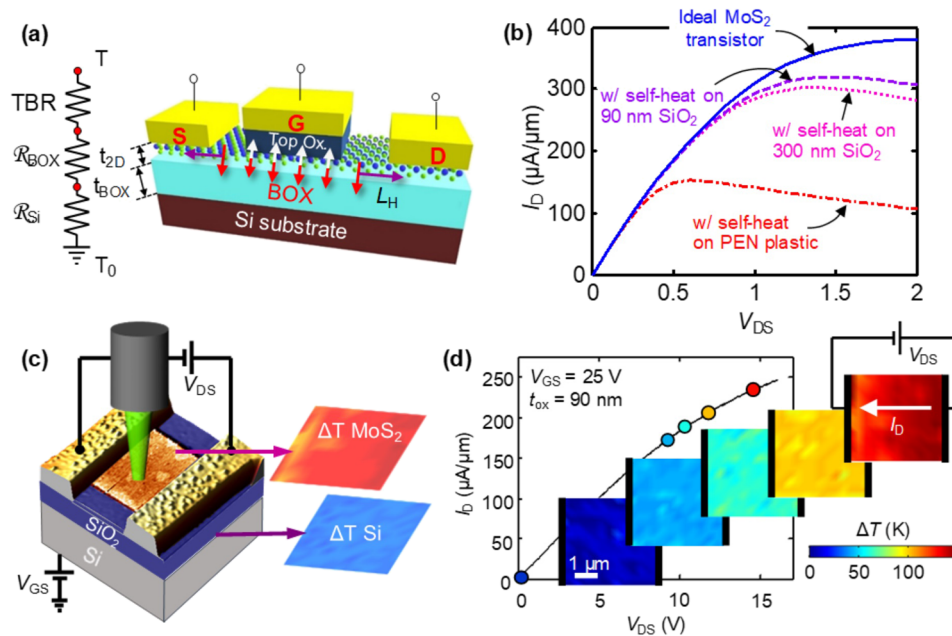 (a)
T
TBR
ℛBOX
ℛSi
T0
t2D
tBOX
S
G
Top Ox.
D
BOX
LH
Si substrate
(b)
ID (μA/μm)
400
300
200
100
0
Ideal MoS2
transistor
w/ self-heat on
90 nm SiO2
w/ self-heat on
300 nm SiO2
w/ self-heat
on PEN plastic
0
0.5
1
1.5
2
VDS
(c)
VDS
ΔT MoS2
ΔT Si
SiO2
Si
VGS
(d)
ID (μA/μm)
250
200
150
100
50
0
VGS = 25 V
tox = 90 nm
VDS
ID
1 μm
ΔT (K)
0
50
100
0
5
10
15
VDS (V)